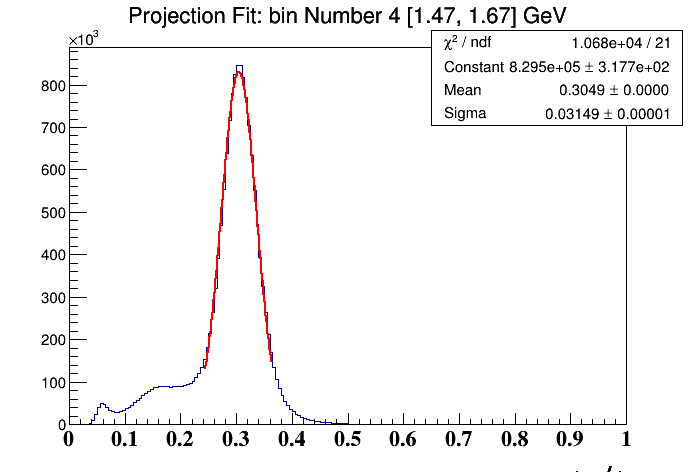 Projection Fit: bin Number 4 [1.47, 1.67] GeV
×10³
χ² / ndf 1.068e+04 / 21
Constant 8.295e+05 ± 3.177e+02
Mean 0.3049 ± 0.0000
Sigma 0.03149 ± 0.00001
800
700
600
500
400
300
200
100
0
0 0.1 0.2 0.3 0.4 0.5 0.6 0.7 0.8 0.9 1